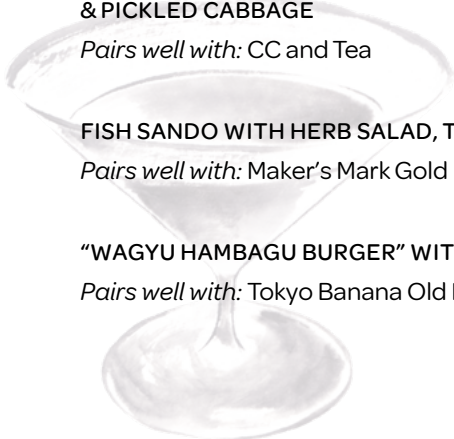 & PICKLED CABBAGE
Pairs well with: CC and Tea
FISH SANDO WITH HERB SALAD,
Pairs well with: Maker's Mark Gold
"WAGYU HAMBAGU BURGER"
Pairs well with: Tokyo Banana Old